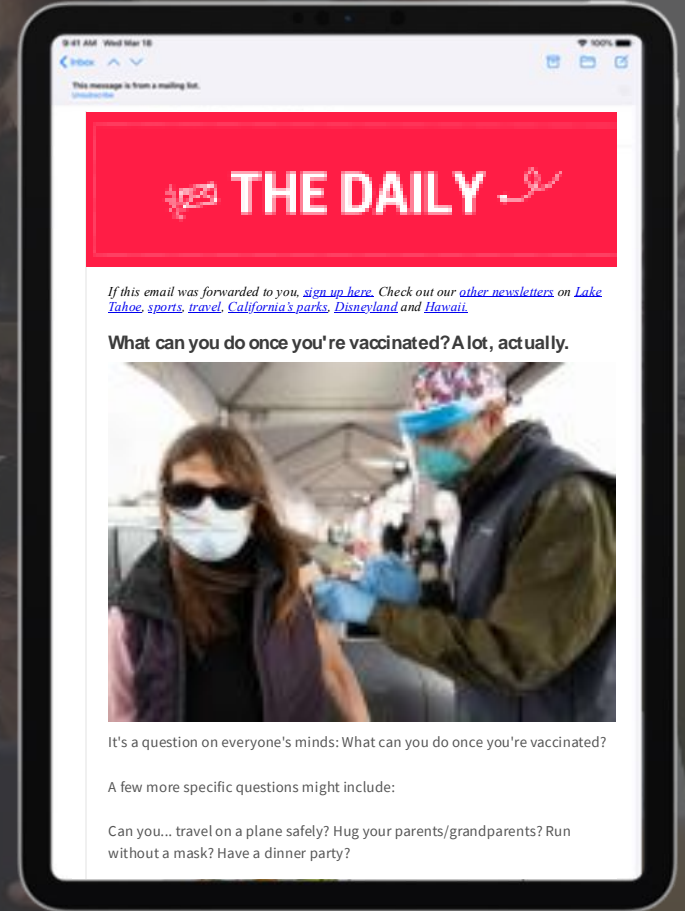 9:41 AM Wed Mar 16
100%
Inbox
This message is from a mailing list.
Unsubscribe
THE DAILY
If this email was forwarded to you, sign up here. Check out our other newsletters on Lake
Tahoe, sports, travel, California's parks, Disneyland and Hawaii.
What can you do once you're vaccinated? A lot, actually.
It's a question on everyone's minds: What can you do once you're vaccinated?
A few more specific questions might include:
Can you... travel on a plane safely? Hug your parents/grandparents? Run
without a mask? Have a dinner party?